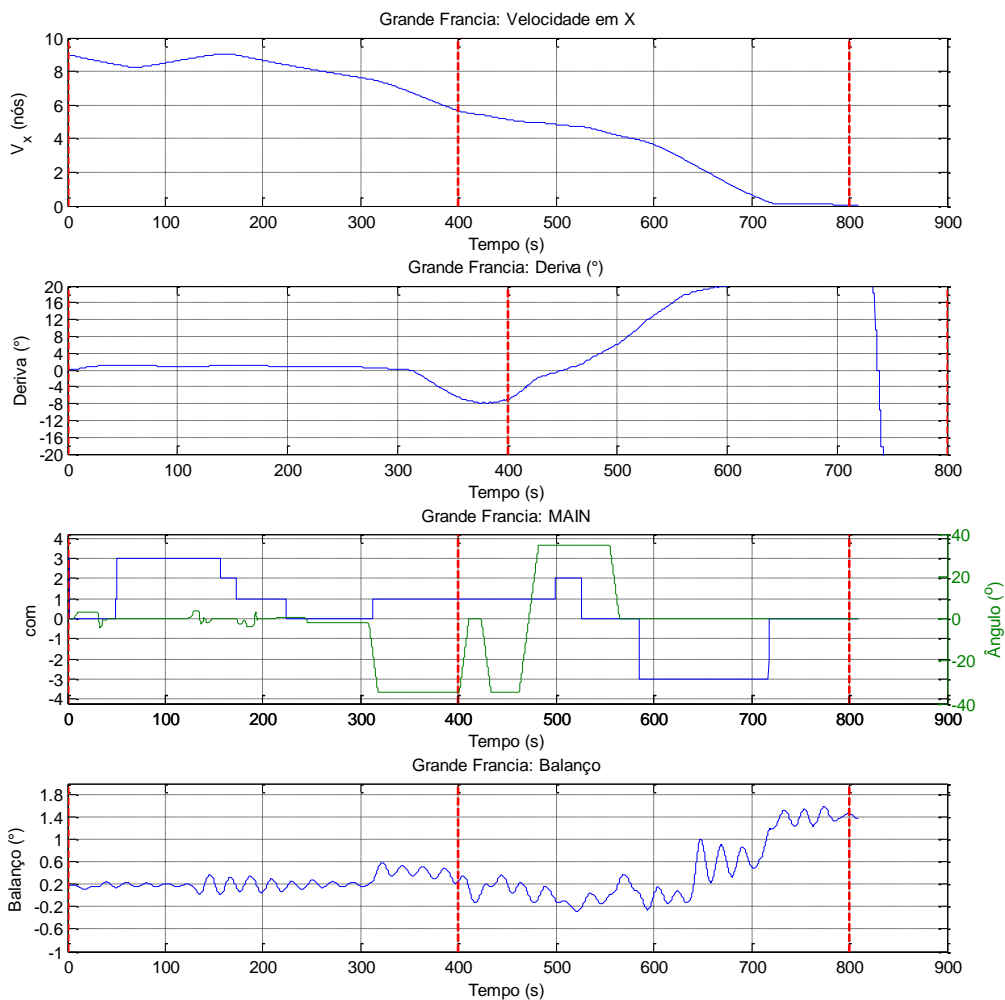 Grande Francia: Velocidade em X
10
8
6
4
2
0
V_x (nós)
0 100 200 300 400 500 600 700 800 900
Tempo (s)
Grande Francia: Deriva (°)
20
16
12
8
4
0
-4
-8
-12
-16
-20
Deriva (°)
0 100 200 300 400 500 600 700 800
Tempo (s)
Grande Francia: MAIN
4
3
2
1
0
-1
-2
-3
-4
com
40
20
0
-20
-40
Ângulo (º)
0 100 200 300 400 500 600 700 800 900
Tempo (s)
Grande Francia: Balanço
1.8
1.4
1
0.6
0.2
-0.2
-0.6
-1
Balanço (°)
0 100 200 300 400 500 600 700 800 900
Tempo (s)